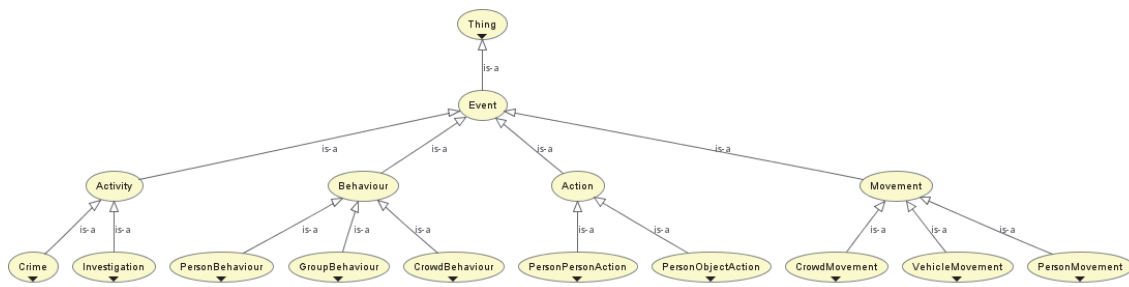 Thing
is-a
Event
is-a
is-a
is-a
is-a
Activity
Behaviour
Action
Movement
is-a
is-a
is-a
is-a
is-a
is-a
is-a
is-a
is-a
is-a
Crime
Investigation
PersonBehaviour
GroupBehaviour
CrowdBehaviour
PersonPersonAction
PersonObjectAction
CrowdMovement
VehicleMovement
PersonMovement